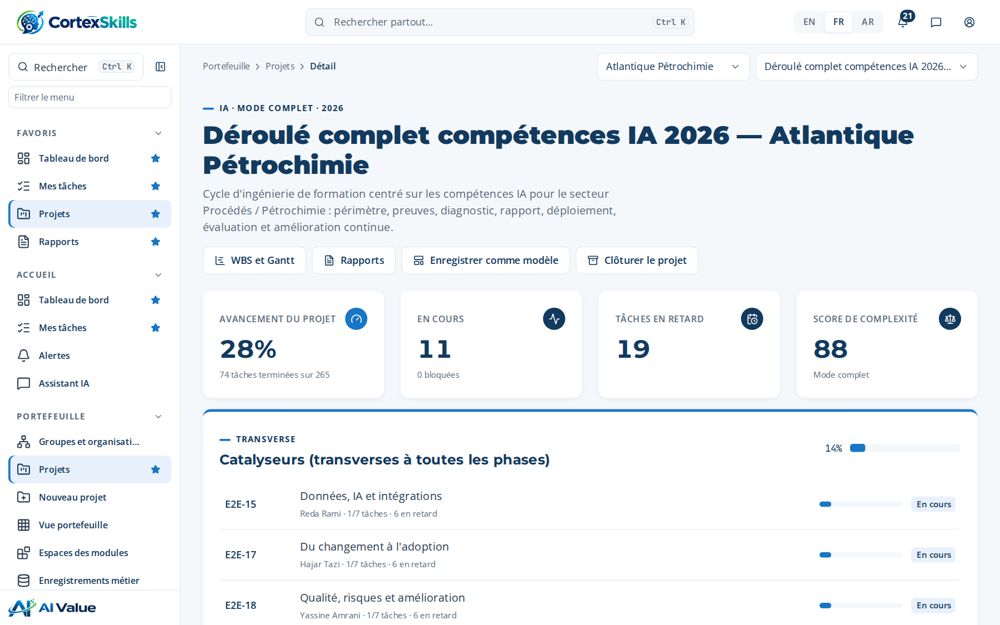 CortexSkills
Rechercher partout...
Ctrl K
EN
FR
AR
21
Rechercher
Ctrl K
Filtrer le menu
FAVORIS
Tableau de bord
Mes tâches
Projets
Rapports
ACCUEIL
Tableau de bord
Mes tâches
Alertes
Assistant IA
PORTEFEUILLE
Groupes et organisati...
Projets
Nouveau projet
Vue portefeuille
Espaces des modules
Enregistrements métier
AI AI Value
Portefeuille > Projets > Détail
Atlantique Pétrochimie
Déroulé complet compétences IA 2026...
IA · MODE COMPLET · 2026
Déroulé complet compétences IA 2026 — Atlantique
Pétrochimie
Cycle d'ingénierie de formation centré sur les compétences IA pour le secteur
Procédés / Pétrochimie : périmètre, preuves, diagnostic, rapport, déploiement,
évaluation et amélioration continue.
WBS et Gantt
Rapports
Enregistrer comme modèle
Clôturer le projet
AVANCEMENT DU PROJET
28%
74 tâches terminées sur 265
EN COURS
11
0 bloquées
TÂCHES EN RETARD
19
SCORE DE COMPLEXITÉ
88
Mode complet
TRANSVERSE
Catalyseurs (transverses à toutes les phases)
14%
E2E-15
Données, IA et intégrations
Reda Rami · 1/7 tâches · 6 en retard
En cours
E2E-17
Du changement à l'adoption
Hajar Tazi · 1/7 tâches · 6 en retard
En cours
E2E-18
Qualité, risques et amélioration
Yassine Amrani · 1/7 tâches · 6 en retard
En cours